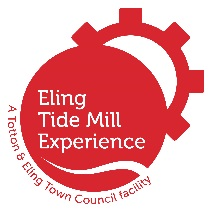 Eling
Tide Mill
Experience
A Totton & Eling Town Council facility